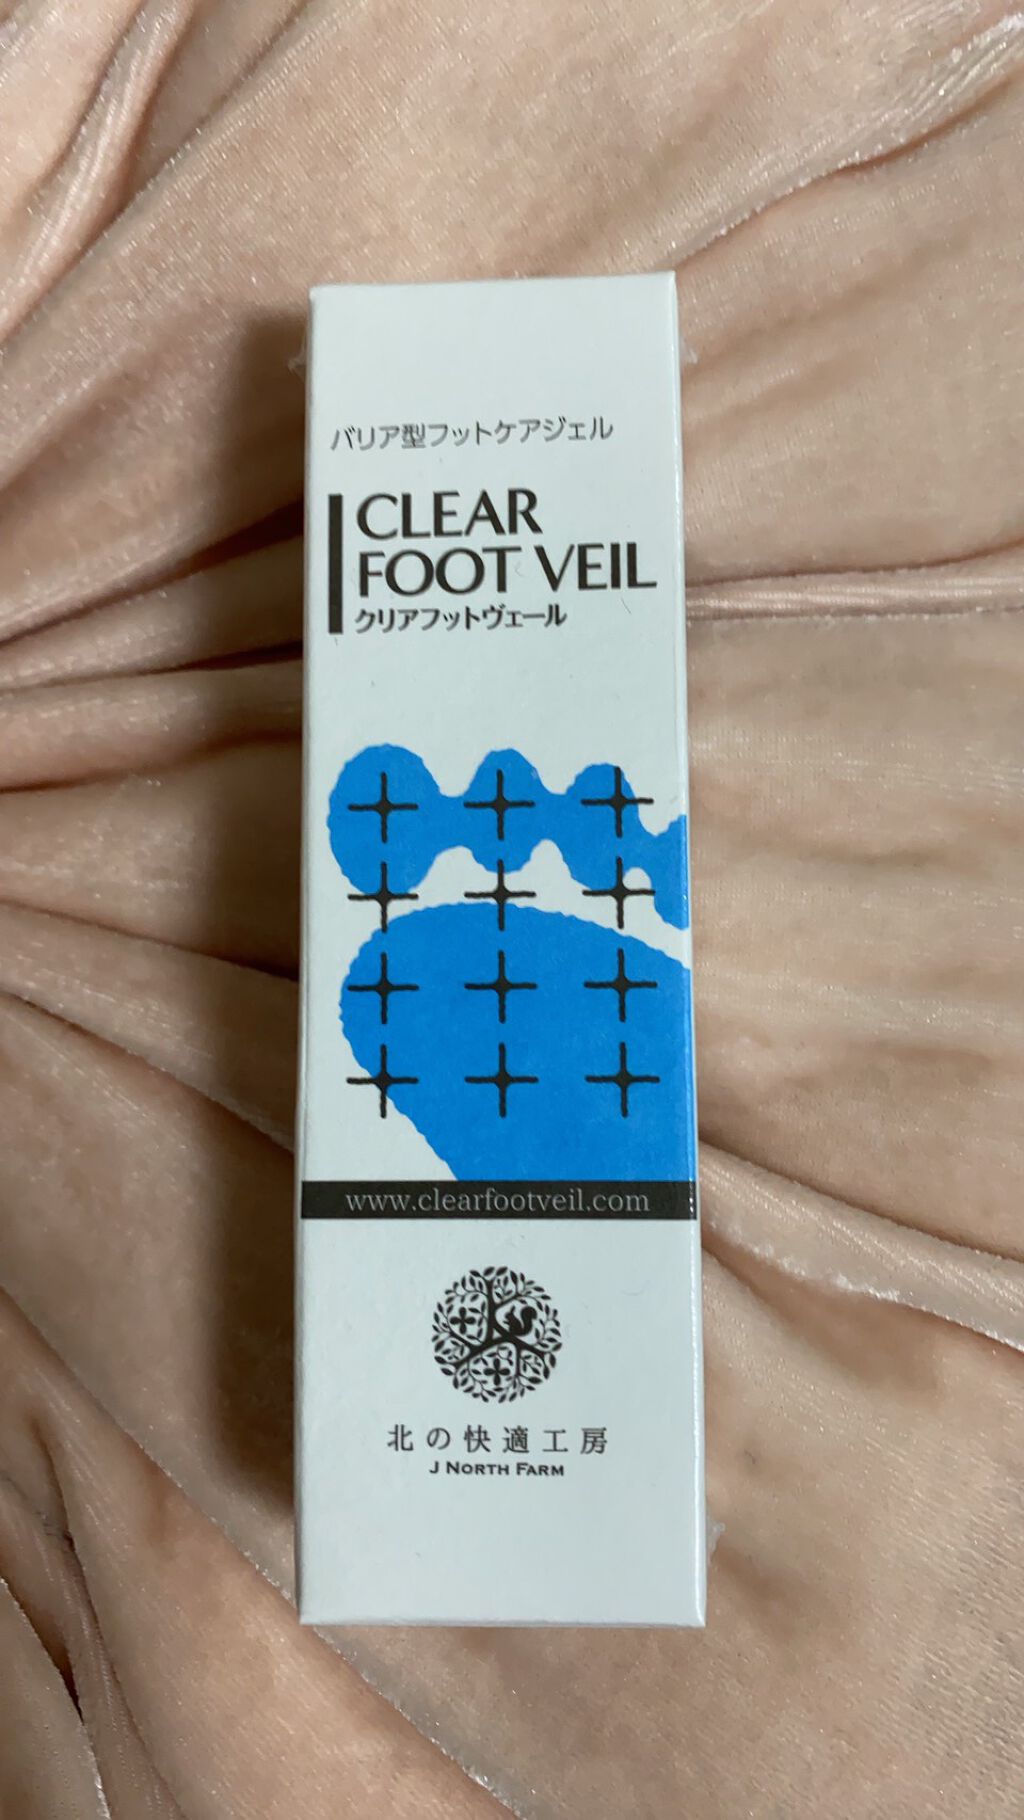 バリア型フットケアジェル
CLEAR
FOOT VEIL
クリアフットヴェール
www.clearfootveil.com
北の快適工房
J NORTH FARM